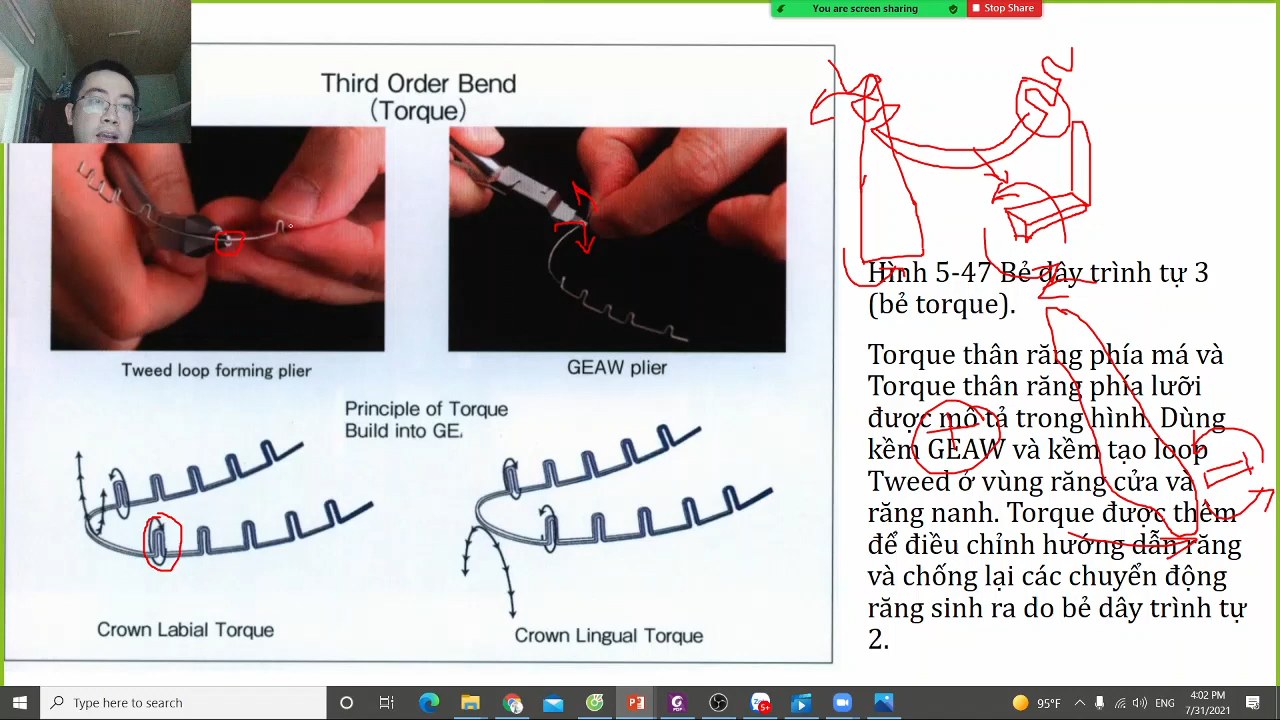 You are screen sharing
Stop Share
Third Order Bend
(Torque)
Tweed loop forming plier
GEAW plier
Principle of Torque
Build into GE.
Crown Labial Torque
Crown Lingual Torque
Hình 5-47 Bẻ dây trình tự 3
(bẻ torque).
Torque thân răng phía má và
Torque thân răng phía lưỡi
được mô tả trong hình. Dùng
kềm GEAW và kềm tạo loop
Tweed ở vùng răng cửa và
răng nanh. Torque được thêm
để điều chỉnh hướng dẫn răng
và chống lại các chuyển động
răng sinh ra do bẻ dây trình tự
2.
Type here to search
95°F
ENG
4:02 PM
7/31/2021